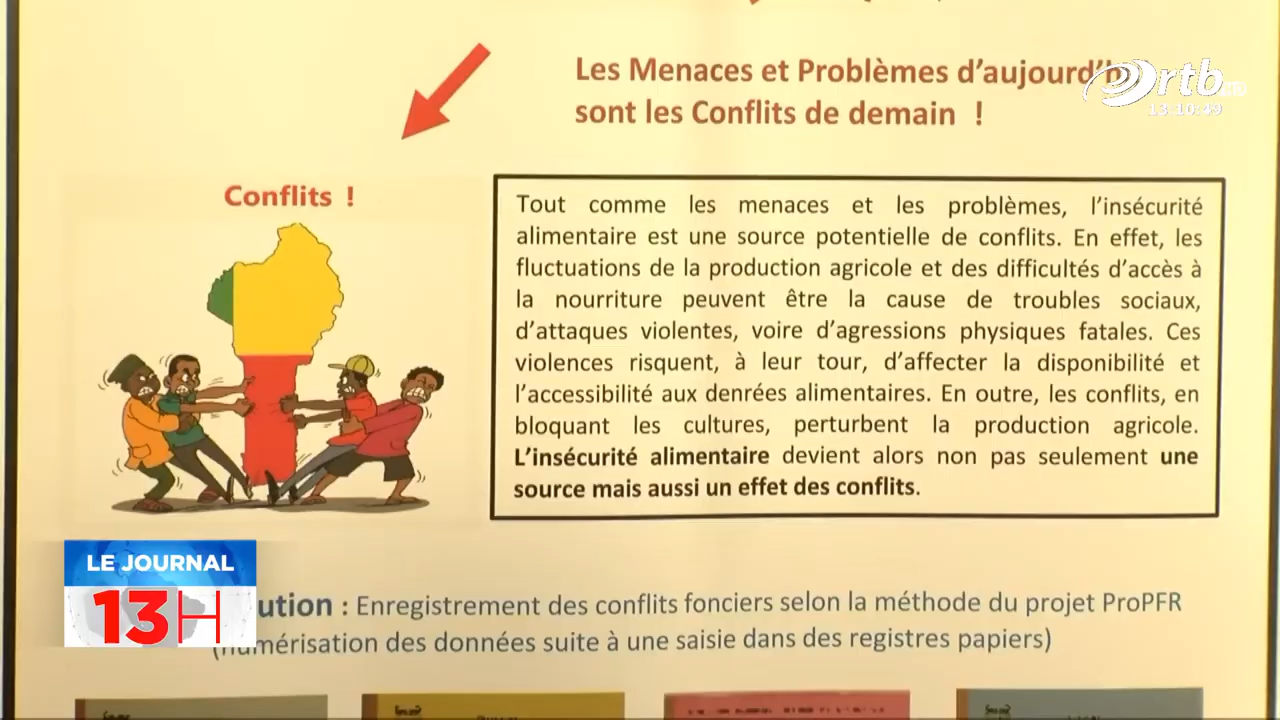 Les Menaces et Problèmes d'aujourd'h
sont les Conflits de demain !
rtb
13:10:49
Conflits !
Tout comme les menaces et les problèmes, l'insécurité
alimentaire est une source potentielle de conflits. En effet, les
fluctuations de la production agricole et des difficultés d'accès à
la nourriture peuvent être la cause de troubles sociaux,
d'attaques violentes, voire d'agressions physiques fatales. Ces
violences risquent, à leur tour, d'affecter la disponibilité et
l'accessibilité aux denrées alimentaires. En outre, les conflits, en
bloquant les cultures, perturbent la production agricole.
L'insécurité alimentaire devient alors non pas seulement une
source mais aussi un effet des conflits.
LE JOURNAL
13H
ution : Enregistrement des conflits fonciers selon la méthode du projet ProPFR
(numérisation des données suite à une saisie dans des registres papiers)